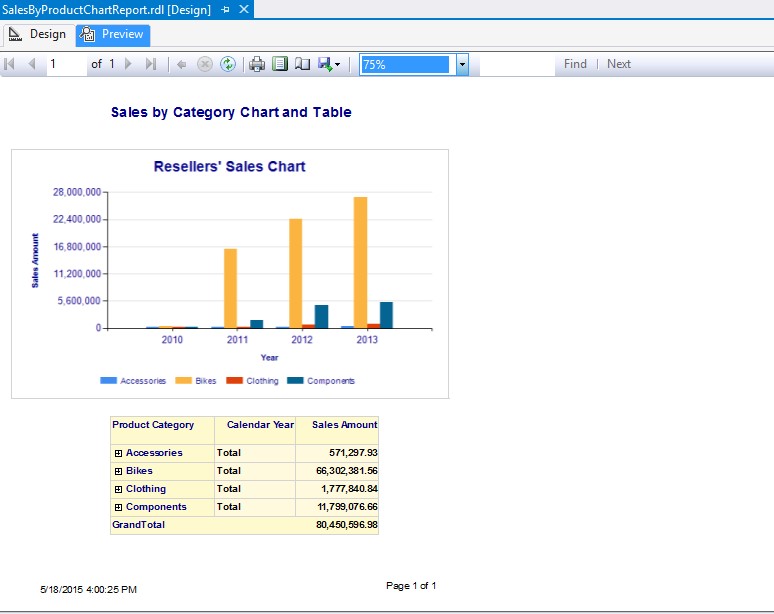 SalesByProductChartReport.rdl [Design]
Design Preview
1 of 1 75% Find | Next
Sales by Category Chart and Table
Resellers' Sales Chart
28,000,000
22,400,000
16,800,000
11,200,000
5,600,000
0
Sales Amount
2010 2011 2012 2013
Year
Accessories Bikes Clothing Components
Product Category Calendar Year Sales Amount
Accessories Total 571,297.93
Bikes Total 66,302,381.56
Clothing Total 1,777,840.84
Components Total 11,799,076.66
GrandTotal 80,450,596.98
5/18/2015 4:00:25 PM Page 1 of 1